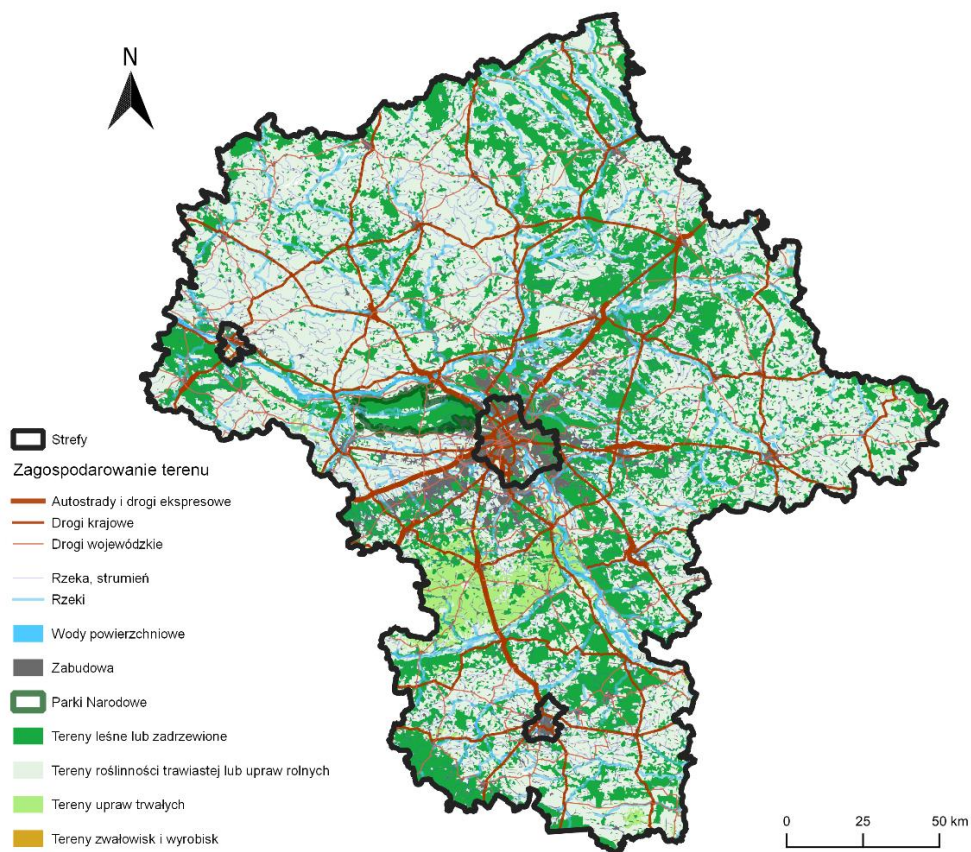 N
Strefy
Zagospodarowanie terenu
Autostrady i drogi ekspresowe
Drogi krajowe
Drogi wojewódzkie
Rzeka, strumień
Rzeki
Wody powierzchniowe
Zabudowa
Parki Narodowe
Tereny leśne lub zadrzewione
Tereny roślinności trawiastej lub upraw rolnych
Tereny upraw trwałych
Tereny zwałowisk i wyrobisk
0 25 50 km